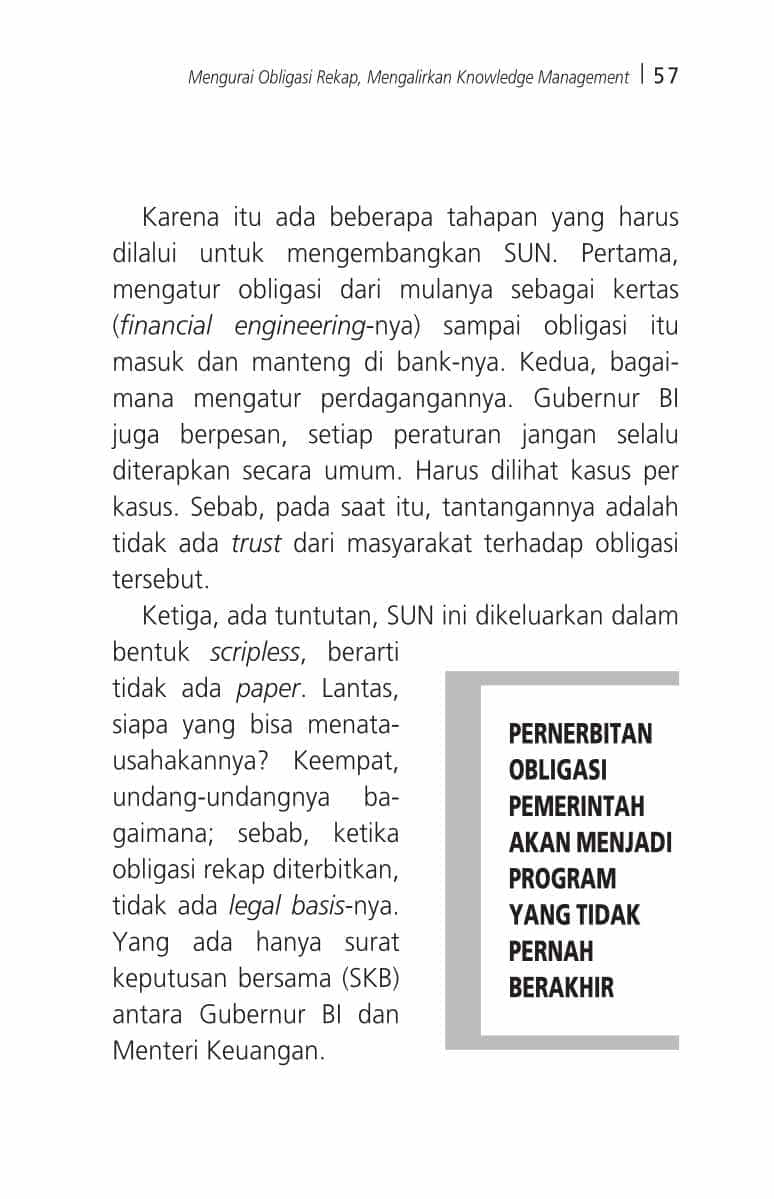 Mengurai Obligasi Rekap, Mengalirkan Knowledge Management | 57
Karena itu ada beberapa tahapan yang harus
dilalui untuk mengembangkan SUN. Pertama,
mengatur obligasi dari mulanya sebagai kertas
(financial engineering-nya) sampai obligasi itu
masuk dan manteng di bank-nya. Kedua, bagai-
mana mengatur perdagangannya. Gubernur BI
juga berpesan, setiap peraturan jangan selalu
diterapkan secara umum. Harus dilihat kasus per
kasus. Sebab, pada saat itu, tantangannya adalah
tidak ada trust dari masyarakat terhadap obligasi
tersebut.
Ketiga, ada tuntutan, SUN ini dikeluarkan dalam
bentuk scripless, berarti
tidak ada paper. Lantas,
siapa yang bisa menata-
usahakannya? Keempat,
undang-undangnya ba-
gaimana; sebab, ketika
obligasi rekap diterbitkan,
tidak ada legal basis-nya.
Yang ada hanya surat
keputusan bersama (SKB)
antara Gubernur BI dan
Menteri Keuangan.
PERNERBITAN
OBLIGASI
PEMERINTAH
AKAN MENJADI
PROGRAM
YANG TIDAK
PERNAH
BERAKHIR